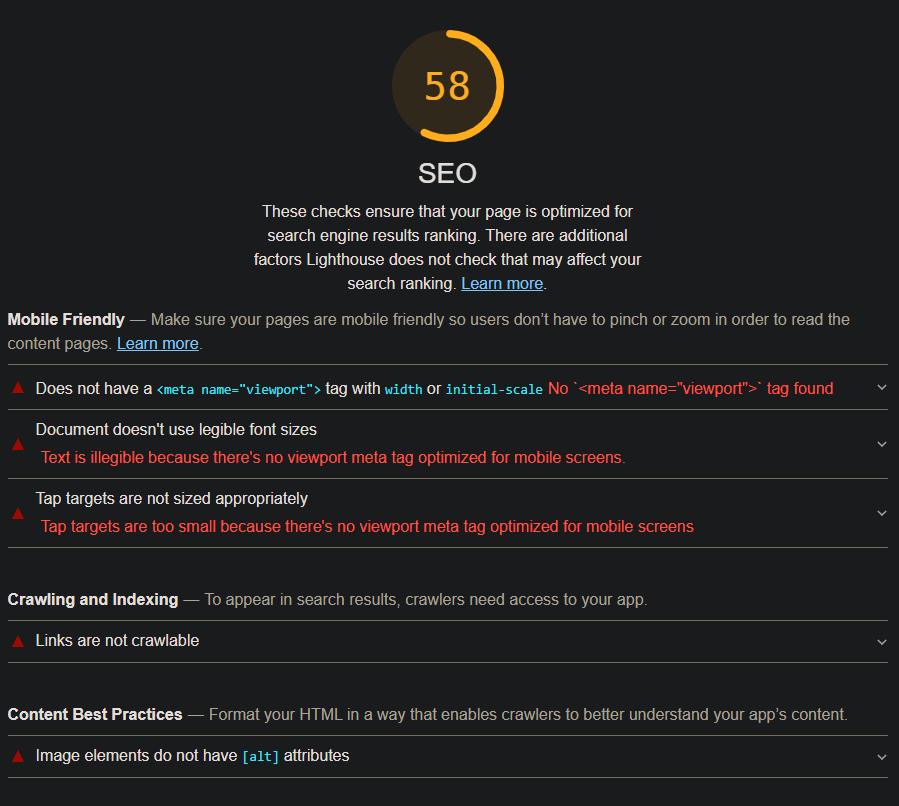 58
SEO
These checks ensure that your page is optimized for
search engine results ranking. There are additional
factors Lighthouse does not check that may affect your
search ranking. Learn more.
Mobile Friendly — Make sure your pages are mobile friendly so users don’t have to pinch or zoom in order to read the
content pages. Learn more.
Does not have a <meta name="viewport"> tag with width or initial-scale No `<meta name="viewport">` tag found
Document doesn't use legible font sizes
Text is illegible because there's no viewport meta tag optimized for mobile screens.
Tap targets are not sized appropriately
Tap targets are too small because there's no viewport meta tag optimized for mobile screens
Crawling and Indexing — To appear in search results, crawlers need access to your app.
Links are not crawlable
Content Best Practices — Format your HTML in a way that enables crawlers to better understand your app’s content.
Image elements do not have [alt] attributes